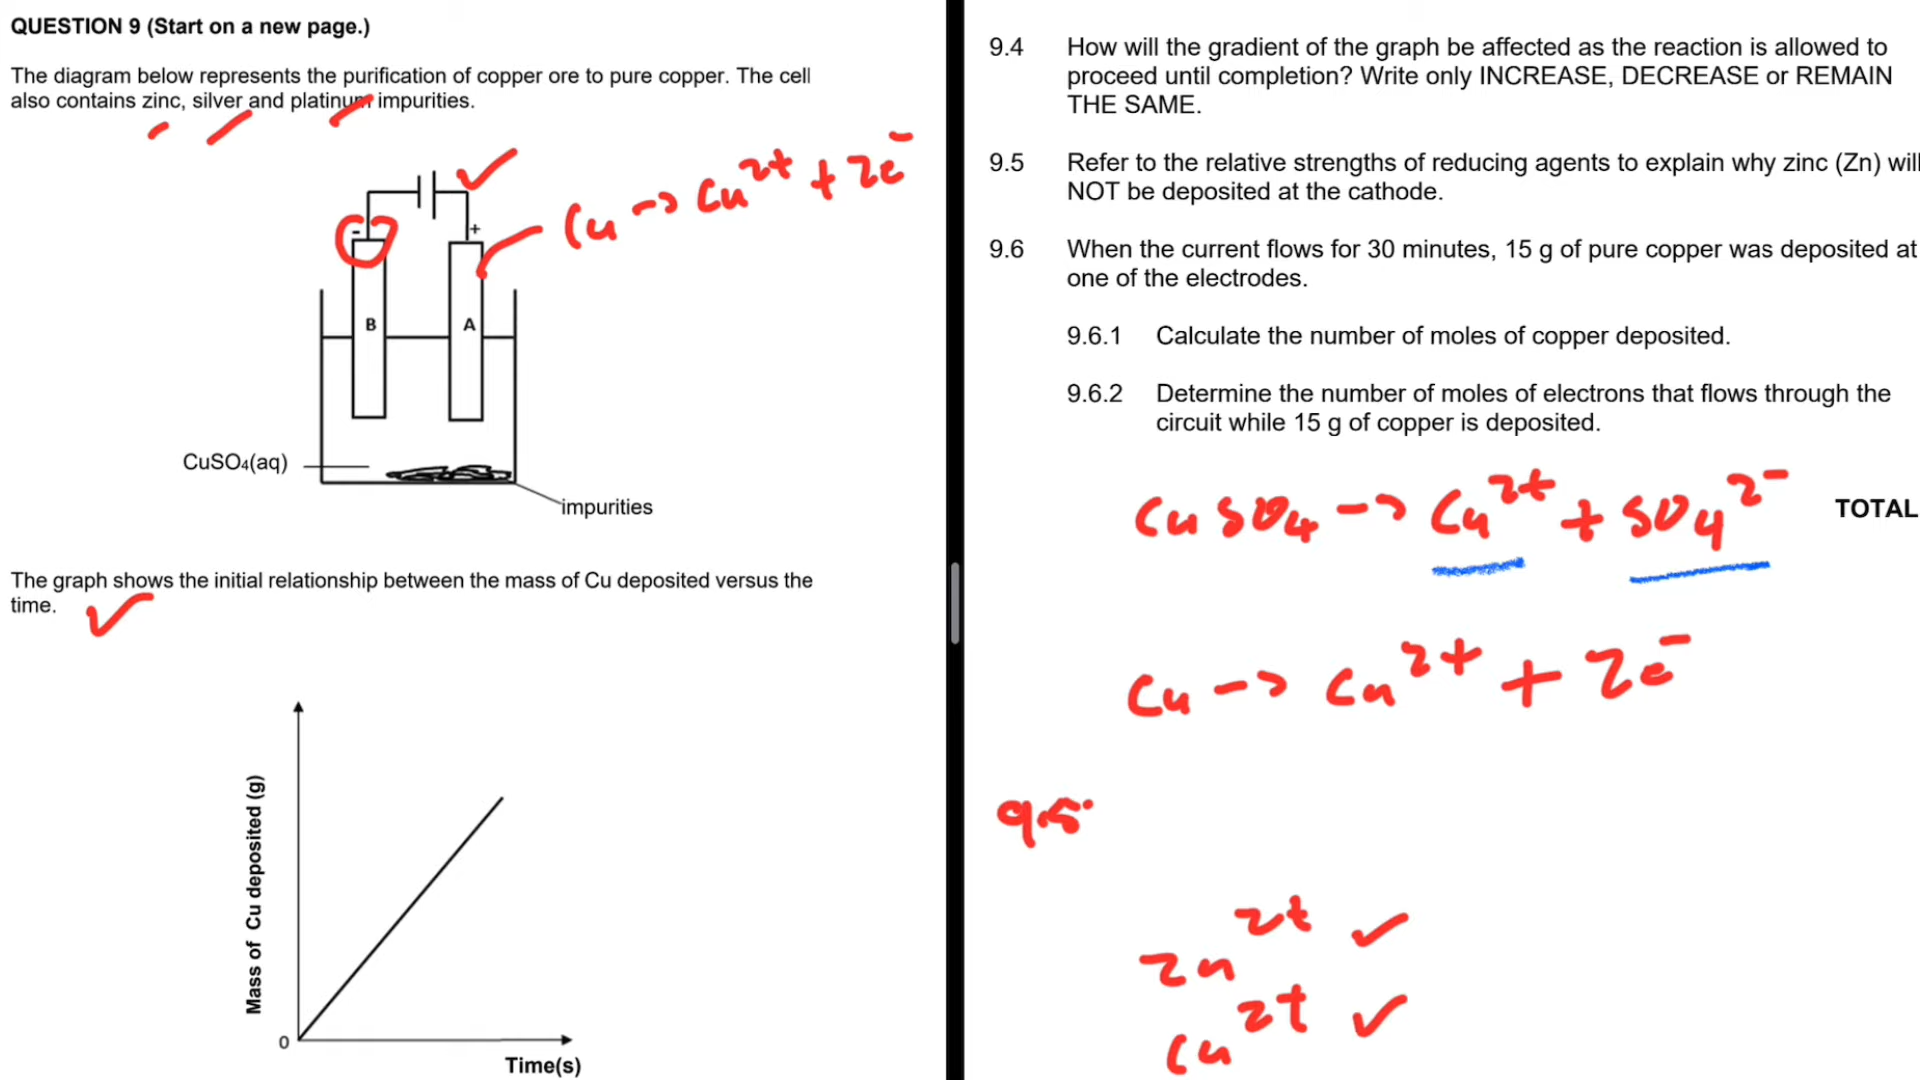 QUESTION 9 (Start on a new page.)
The diagram below represents the purification of copper ore to pure copper. The cell
also contains zinc, silver and platinum impurities.
Cu → Cu²⁺ + 2e⁻
-
+
B
A
CuSO₄(aq)
impurities
The graph shows the initial relationship between the mass of Cu deposited versus the
time.
Mass of Cu deposited (g)
0
Time(s)
9.4 How will the gradient of the graph be affected as the reaction is allowed to
proceed until completion? Write only INCREASE, DECREASE or REMAIN
THE SAME.
9.5 Refer to the relative strengths of reducing agents to explain why zinc (Zn) will
NOT be deposited at the cathode.
9.6 When the current flows for 30 minutes, 15 g of pure copper was deposited at
one of the electrodes.
9.6.1 Calculate the number of moles of copper deposited.
9.6.2 Determine the number of moles of electrons that flows through the
circuit while 15 g of copper is deposited.
CuSO₄ → Cu²⁺ + SO₄²⁻
TOTAL
Cu → Cu²⁺ + 2e⁻
9.5
Zn²⁺ ✓
Cu²⁺ ✓